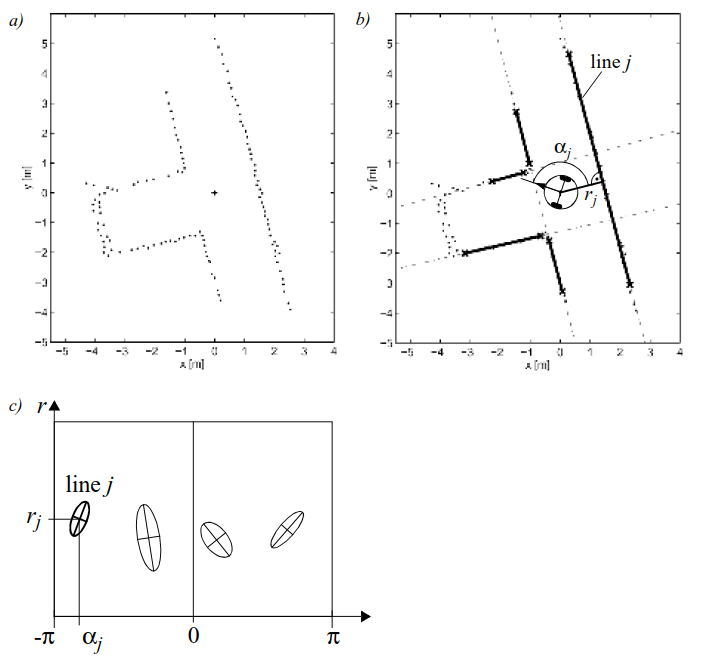 a)
5
4
3
2
1
0
−1
−2
−3
−4
−5
y [m]
−5 −4 −3 −2 −1 0 1 2 3 4
x [m]
b)
5
4
3
2
1
0
−1
−2
−3
−4
−5
y [m]
−5 −4 −3 −2 −1 0 1 2 3 4
x [m]
line j
αj
rj
c)
r
line j
rj
-π αj 0 π